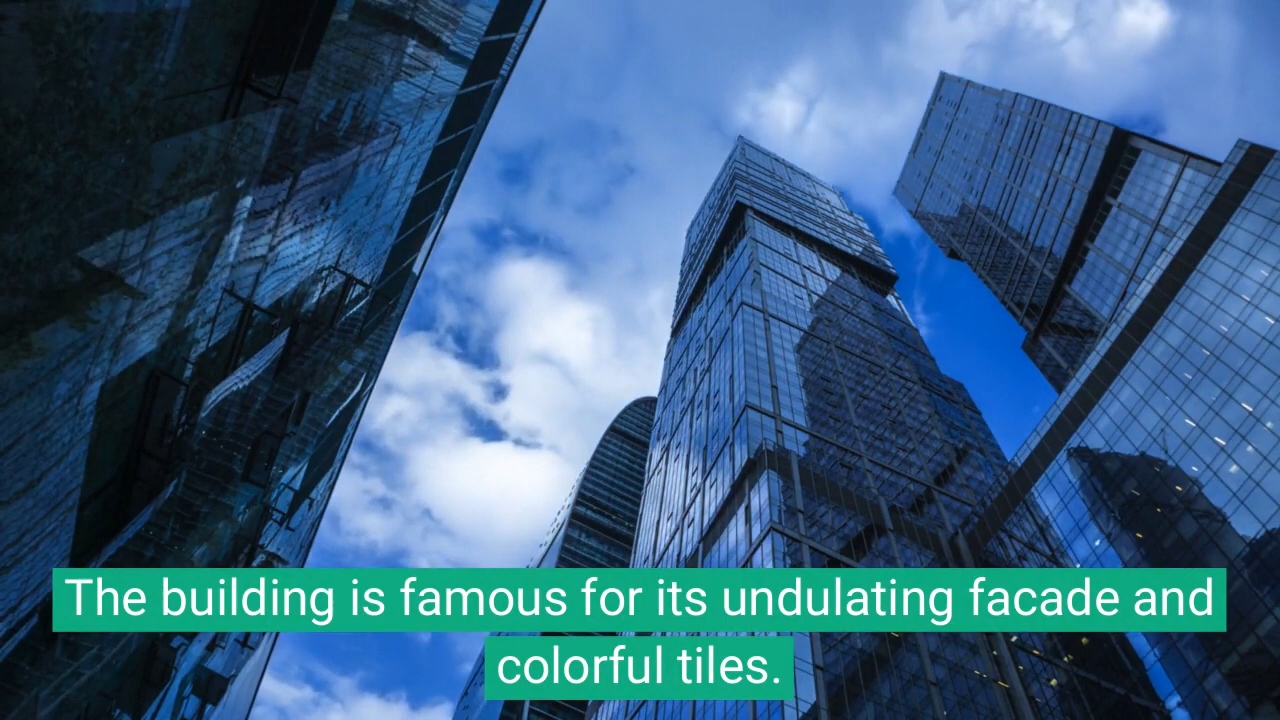 The building is famous for its undulating facade and
colorful tiles.